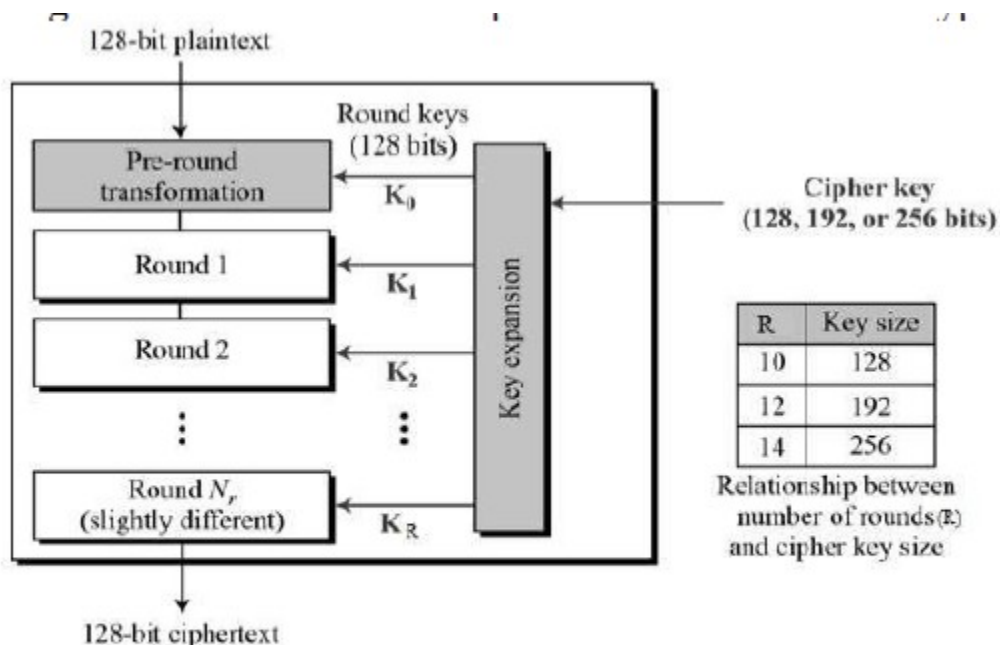 128-bit plaintext
Round keys
(128 bits)
Pre-round
transformation
K₀
Cipher key
(128, 192, or 256 bits)
Round 1
K₁
Round 2
K₂
Key expansion
Round Nᵣ
(slightly different)
K_R
R Key size
10 128
12 192
14 256
Relationship between
number of rounds(R)
and cipher key size
128-bit ciphertext